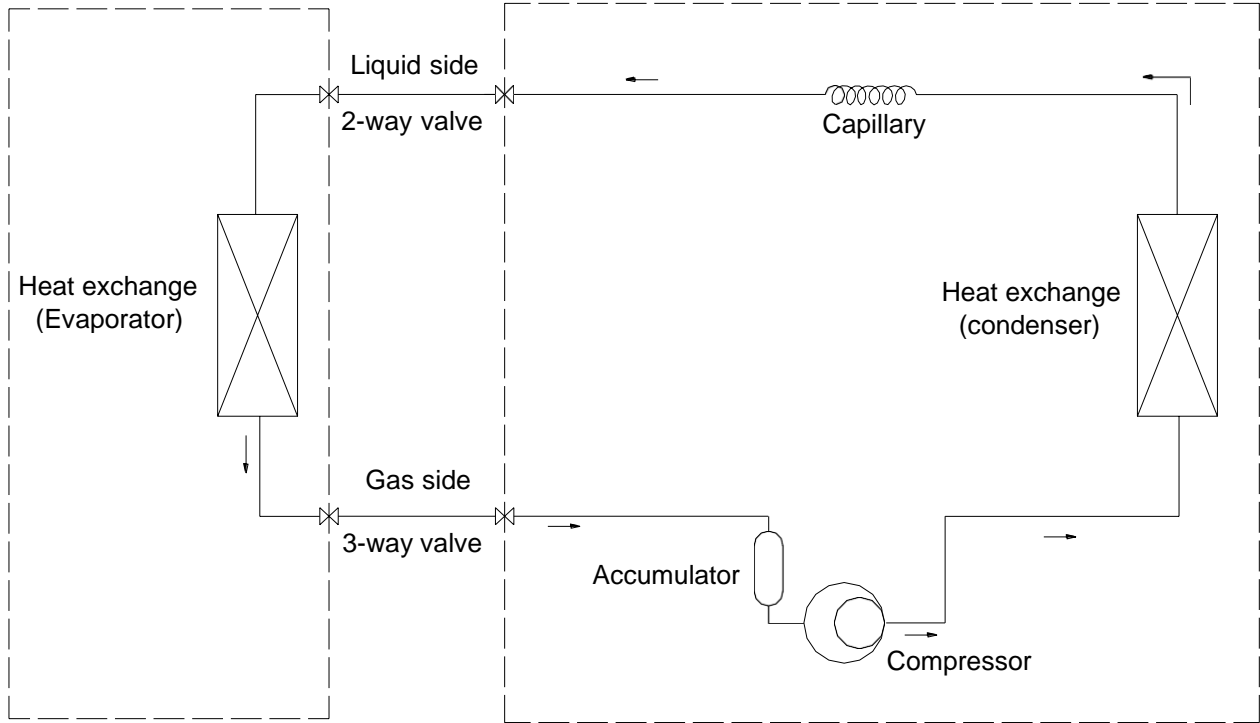 Liquid side
2-way valve
Capillary
Heat exchange
(Evaporator)
Heat exchange
(condenser)
Gas side
3-way valve
Accumulator
Compressor